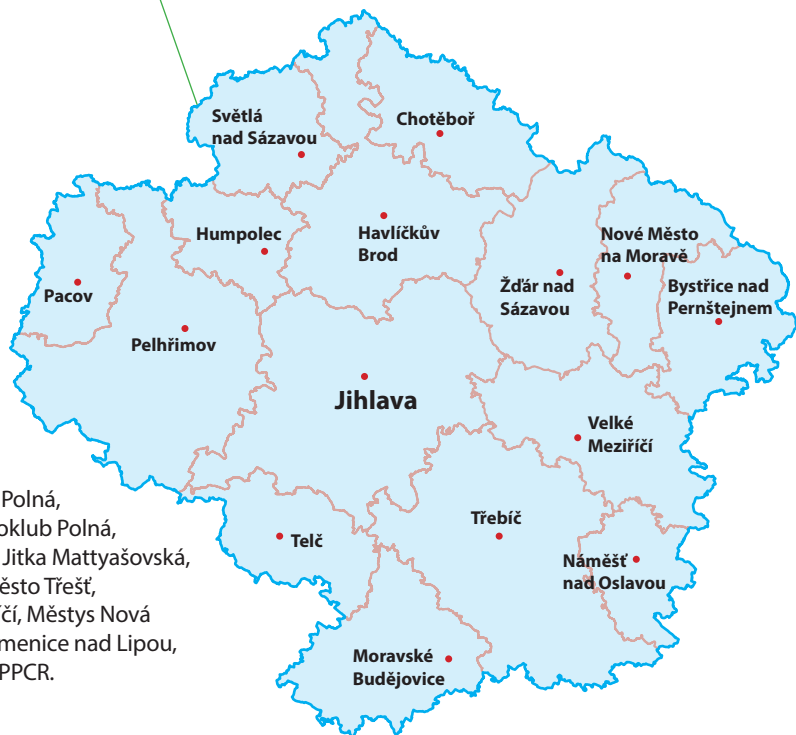 Světlá
nad Sázavou
Chotěboř
Humpolec
Havlíčkův
Brod
Nové Město
na Moravě
Žďár nad
Sázavou
Bystřice nad
Pernštejnem
Pacov
Pelhřimov
Jihlava
Velké
Meziříčí
Telč
Třebíč
Náměšť
nad Oslavou
Moravské
Budějovice
Polná,
oklub Polná,
Jitka Mattyašovská,
ěsto Třešť,
čí, Městys Nová
menice nad Lipou,
PPCR.